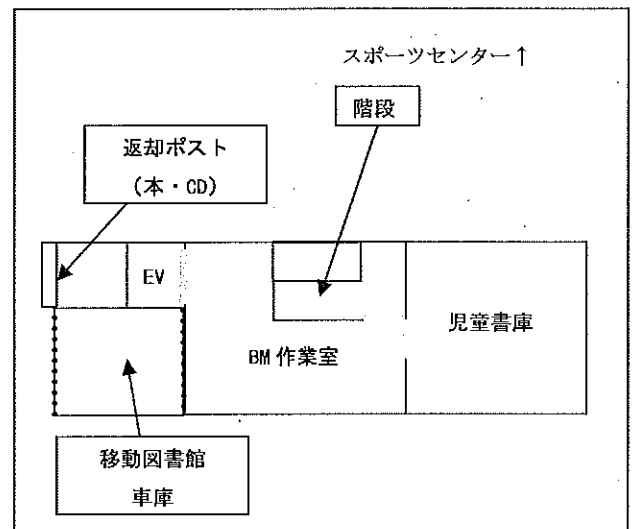 スポーツセンター↑
階段
返却ポスト
(本・CD)
EV
児童書庫
BM作業室
移動図書館
車庫